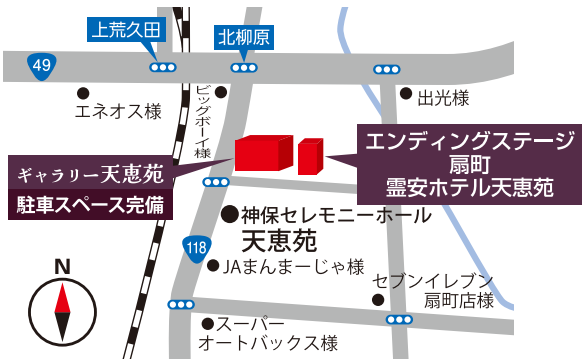 上荒久田
北柳原
49
エネオス様
ビッグボーイ様
出光様
エンディングステージ
扇町
霊安ホテル天恵苑
ギャラリー天恵苑
駐車スペース完備
神保セレモニーホール
天恵苑
118
JAまんまーじゃ様
N
セブンイレブン
扇町店様
スーパー
オートバックス様